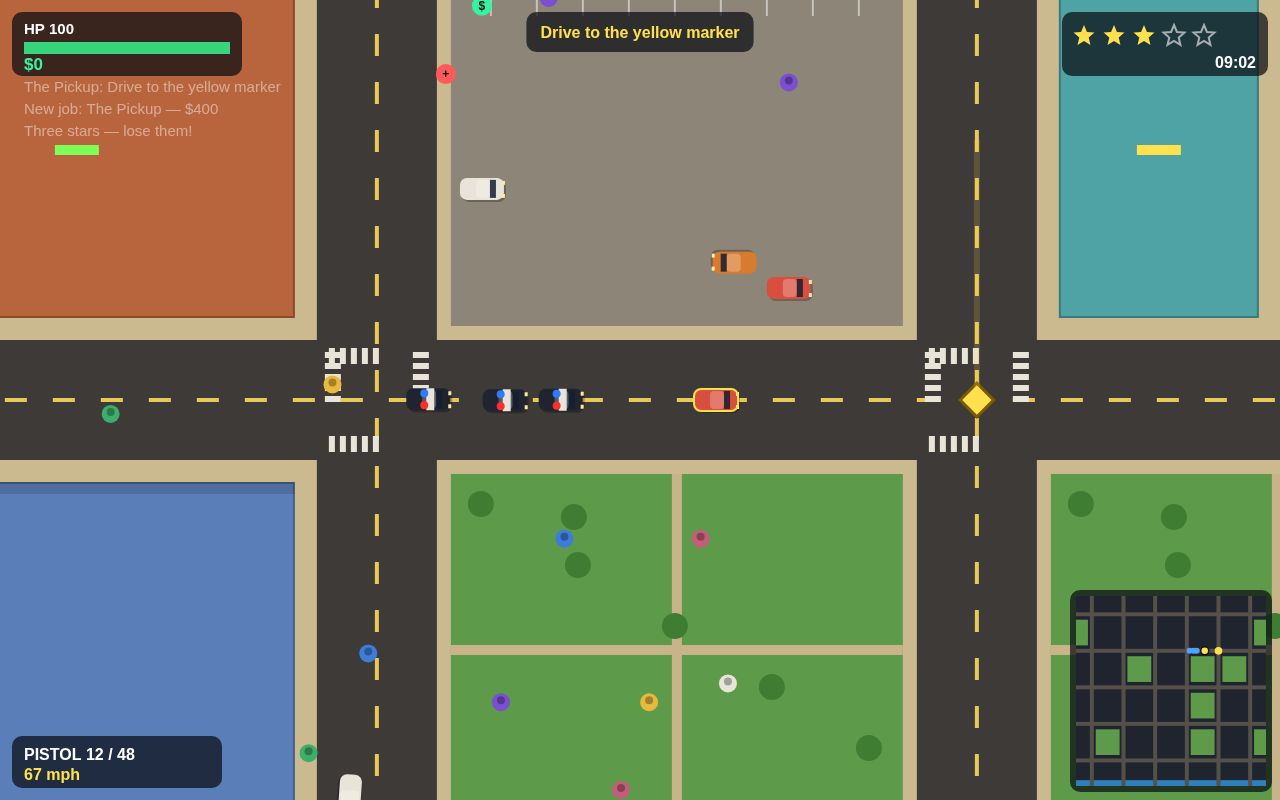 HP 100
$0
The Pickup: Drive to the yellow marker
New job: The Pickup — $400
Three stars — lose them!
$
Drive to the yellow marker
+
09:02
PISTOL 12 / 48
67 mph